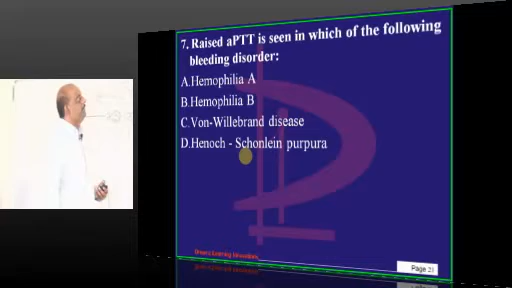 7. Raised aPTT is seen in which of the following
bleeding disorder:
A.Hemophilia A
B.Hemophilia B
C.Von-Willebrand disease
D.Henoch - Schonlein purpura
Page 21